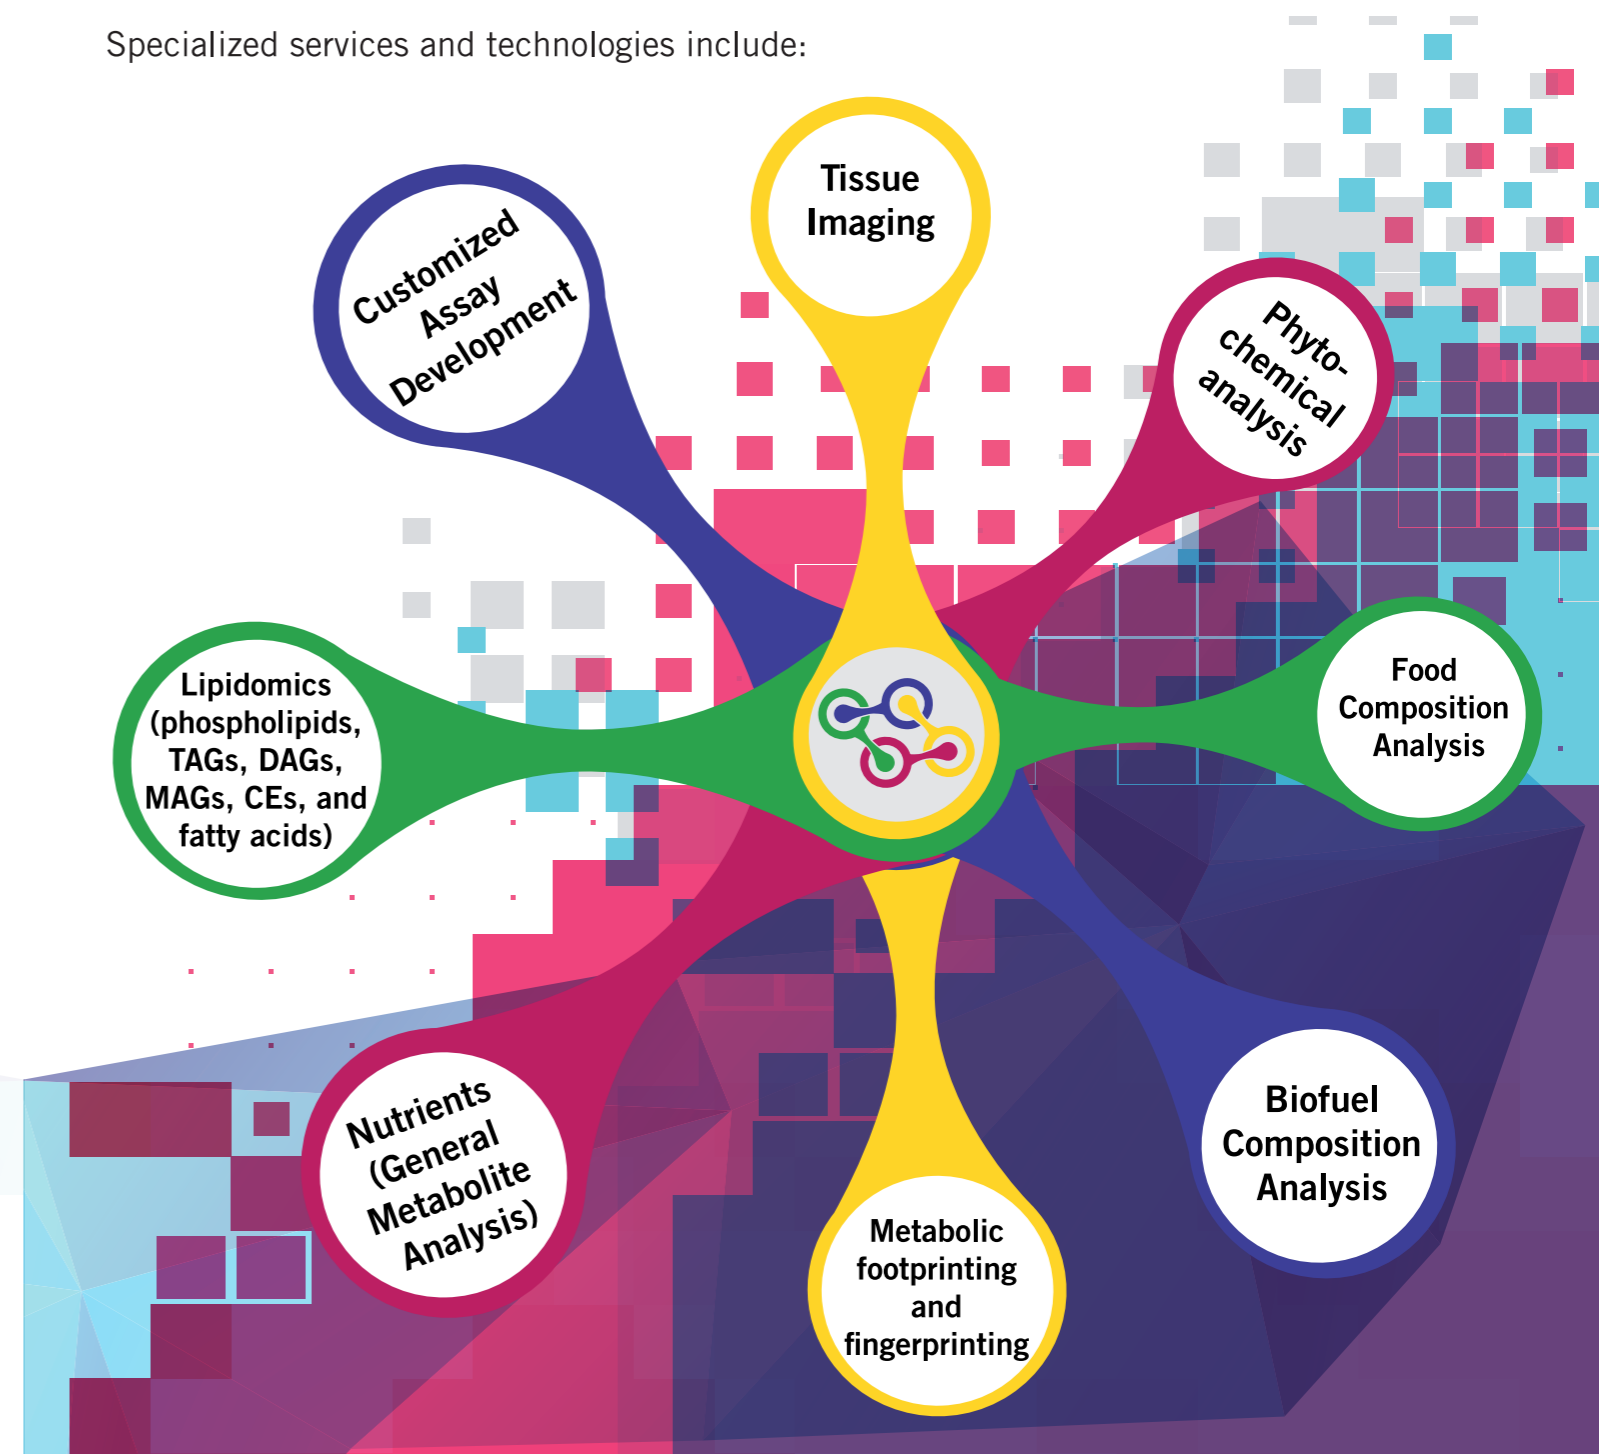 Specialized services and technologies include:
Tissue
Imaging
Customized
Assay
Development
Phyto-
chemical
analysis
Lipidomics
(phospholipids,
TAGs, DAGs,
MAGs, CEs, and
fatty acids)
Food
Composition
Analysis
Nutrients
(General
Metabolite
Analysis)
Biofuel
Composition
Analysis
Metabolic
footprinting
and
fingerprinting